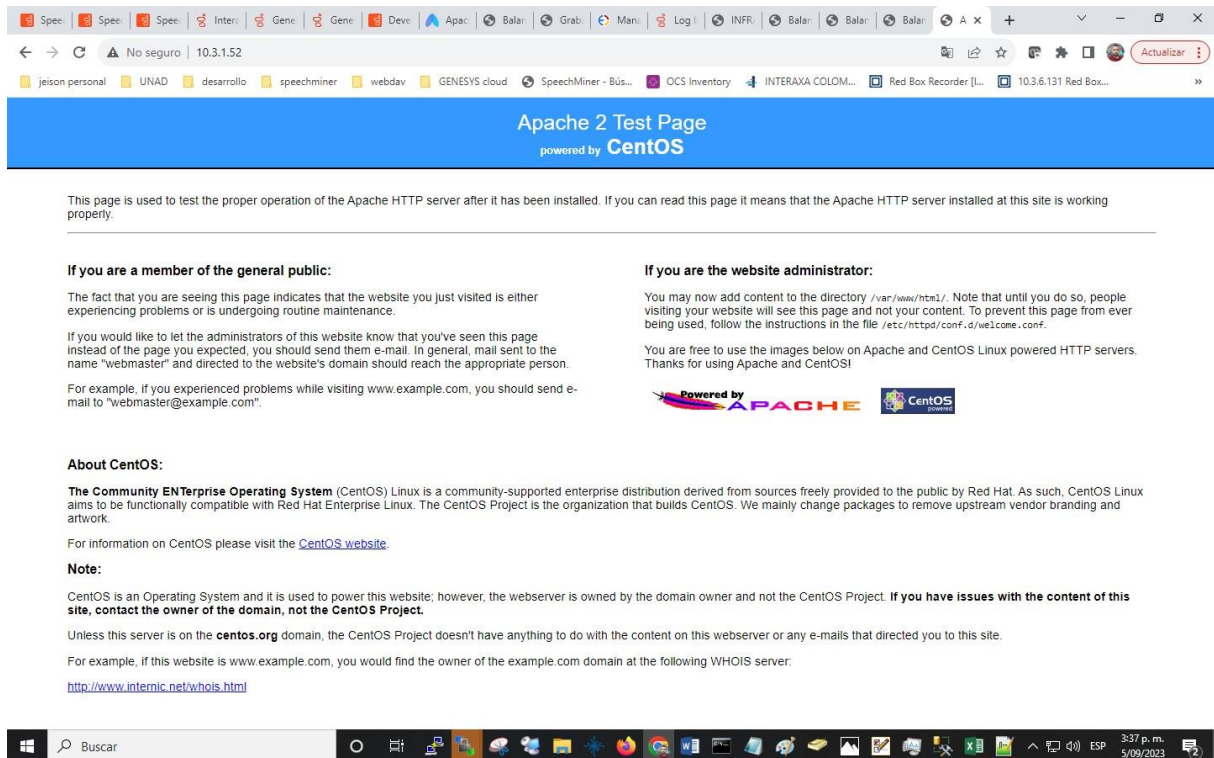 Speec
Speec
Speec
Intera
Gene
Gene
Deve
Apac
Balan
Graba
Mana
Log I
INFR
Balan
Balan
Balan
A
No seguro
10.3.1.52
Actualizar
jeison personal
UNAD
desarrollo
speechminer
webdav
GENESYS cloud
SpeechMiner - Bús...
OCS Inventory
INTERAXA COLOM...
Red Box Recorder [I...
10.3.6.131 Red Box...
»
Apache 2 Test Page
powered by CentOS
This page is used to test the proper operation of the Apache HTTP server after it has been installed. If you can read this page it means that the Apache HTTP server installed at this site is working
properly.
If you are a member of the general public:
The fact that you are seeing this page indicates that the website you just visited is either
experiencing problems or is undergoing routine maintenance.
If you would like to let the administrators of this website know that you've seen this page
instead of the page you expected, you should send them e-mail. In general, mail sent to the
name "webmaster" and directed to the website's domain should reach the appropriate person.
For example, if you experienced problems while visiting www.example.com, you should send e-
mail to "webmaster@example.com".
If you are the website administrator:
You may now add content to the directory /var/www/html/. Note that until you do so, people
visiting your website will see this page and not your content. To prevent this page from ever
being used, follow the instructions in the file /etc/httpd/conf.d/welcome.conf.
You are free to use the images below on Apache and CentOS Linux powered HTTP servers.
Thanks for using Apache and CentOS!
Powered by
APACHE
CentOS
powered
About CentOS:
The Community ENTerprise Operating System (CentOS) Linux is a community-supported enterprise distribution derived from sources freely provided to the public by Red Hat. As such, CentOS Linux
aims to be functionally compatible with Red Hat Enterprise Linux. The CentOS Project is the organization that builds CentOS. We mainly change packages to remove upstream vendor branding and
artwork.
For information on CentOS please visit the CentOS website.
Note:
CentOS is an Operating System and it is used to power this website; however, the webserver is owned by the domain owner and not the CentOS Project. If you have issues with the content of this
site, contact the owner of the domain, not the CentOS Project.
Unless this server is on the centos.org domain, the CentOS Project doesn't have anything to do with the content on this webserver or any e-mails that directed you to this site.
For example, if this website is www.example.com, you would find the owner of the example.com domain at the following WHOIS server:
http://www.internic.net/whois.html
Buscar
ESP
3:37 p. m.
5/09/2023